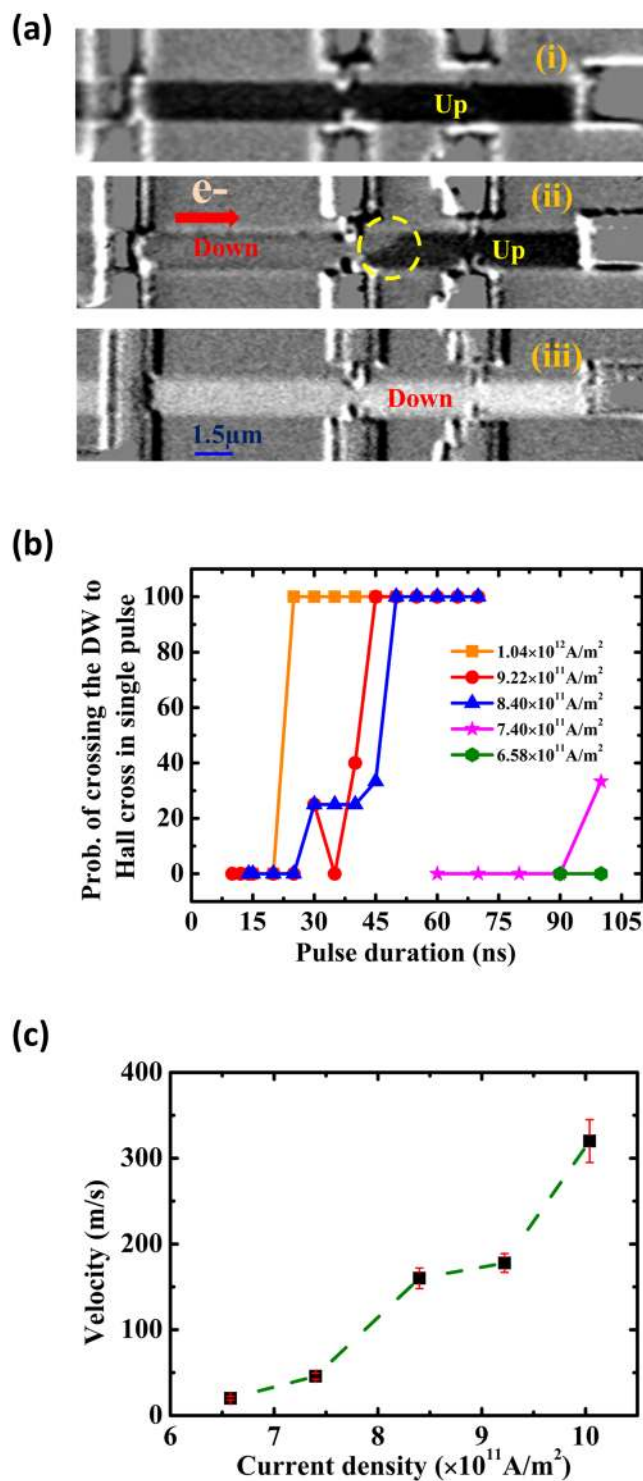 (a)
(i)
Up
e-
(ii)
Down
Up
(iii)
Down
1.5μm
(b)
Prob. of crossing the DW to
Hall cross in single pulse
100
80
60
40
20
0
1.04×10¹²A/m²
9.22×10¹¹A/m²
8.40×10¹¹A/m²
7.40×10¹¹A/m²
6.58×10¹¹A/m²
0 15 30 45 60 75 90 105
Pulse duration (ns)
(c)
Velocity (m/s)
400
300
200
100
0
6 7 8 9 10
Current density (×10¹¹A/m²)